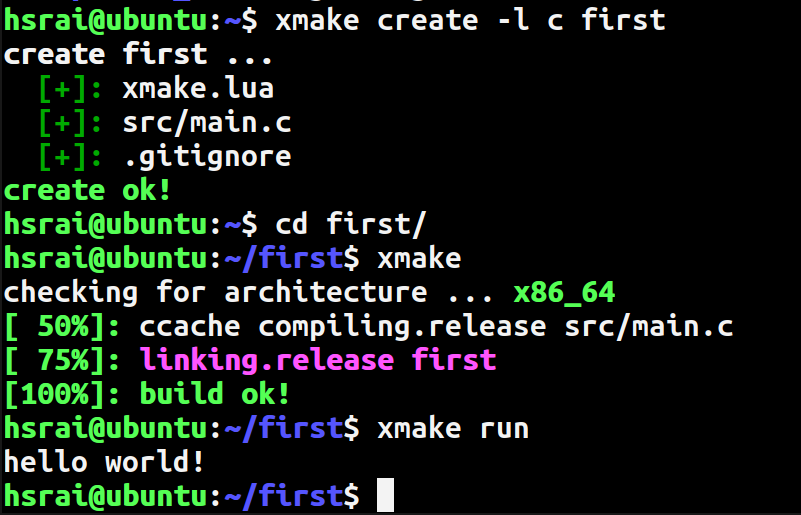 hsrai@ubuntu:~$ xmake create -l c first
create first ...
  [+]: xmake.lua
  [+]: src/main.c
  [+]: .gitignore
create ok!
hsrai@ubuntu:~$ cd first/
hsrai@ubuntu:~/first$ xmake
checking for architecture ... x86_64
[ 50%]: ccache compiling.release src/main.c
[ 75%]: linking.release first
[100%]: build ok!
hsrai@ubuntu:~/first$ xmake run
hello world!
hsrai@ubuntu:~/first$